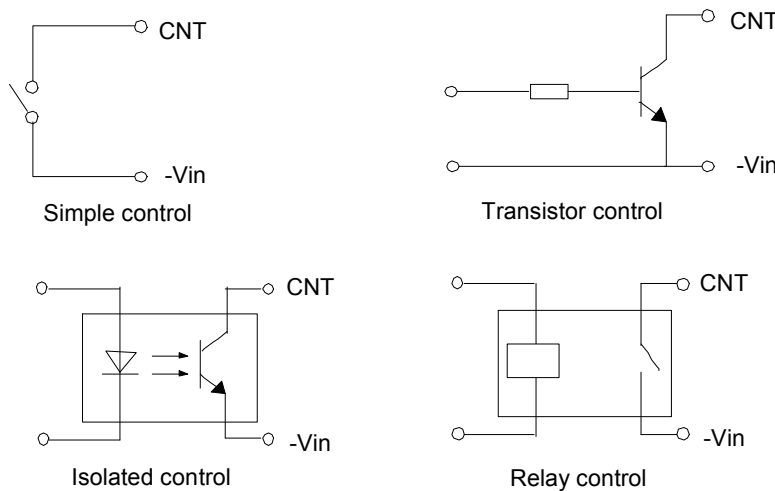 CNT
-Vin
Simple control
CNT
-Vin
Transistor control
CNT
-Vin
Isolated control
CNT
-Vin
Relay control